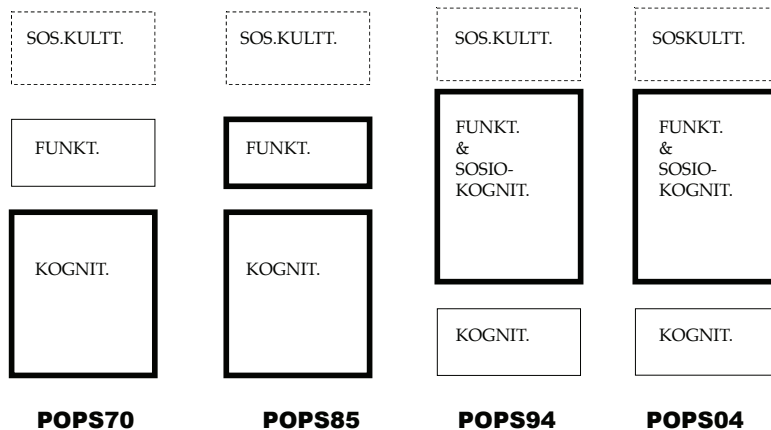 SOS.KULTT.
FUNKT.
KOGNIT.
POPS70
SOS.KULTT.
FUNKT.
KOGNIT.
POPS85
SOS.KULTT.
FUNKT.
&
SOSIO-
KOGNIT.
KOGNIT.
POPS94
SOSKULTT.
FUNKT.
&
SOSIO-
KOGNIT.
KOGNIT.
POPS04